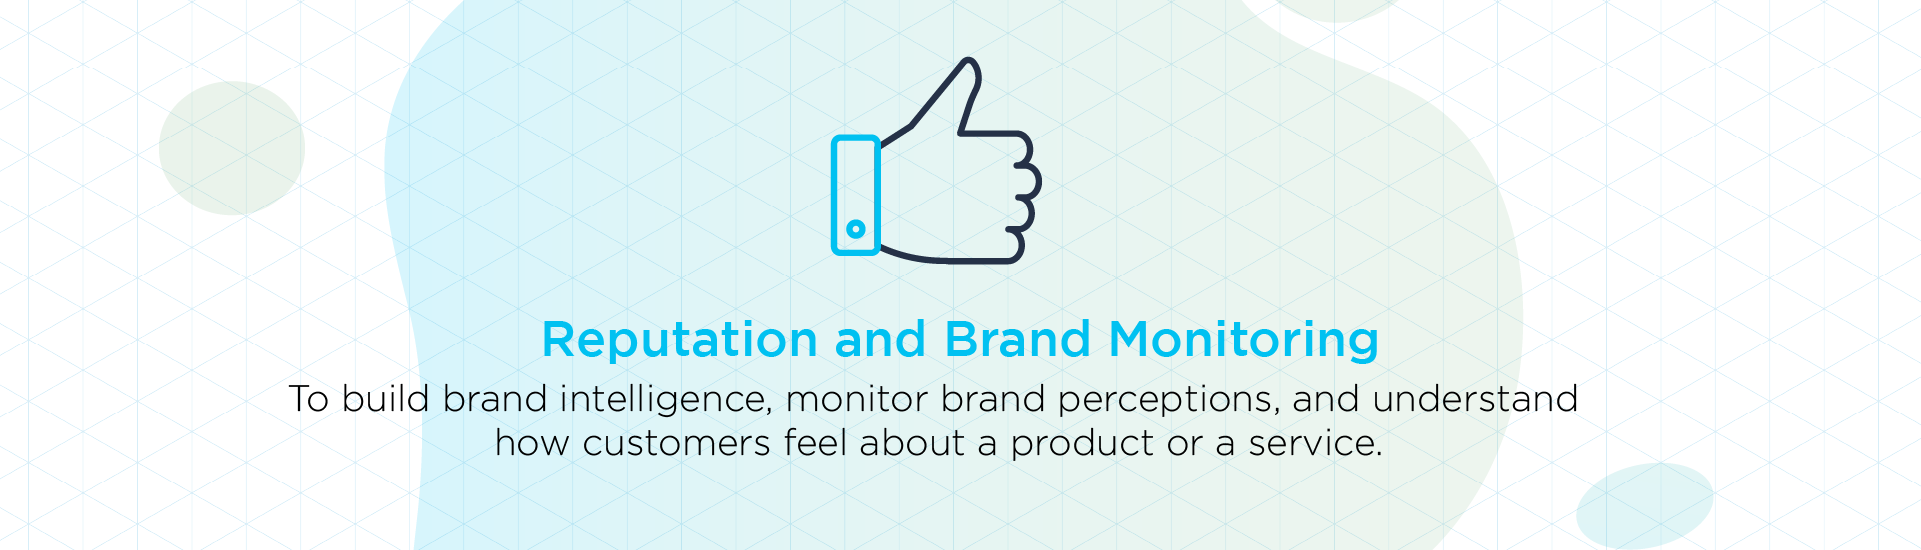 Reputation and Brand Monitoring
To build brand intelligence, monitor brand perceptions, and understand
how customers feel about a product or a service.